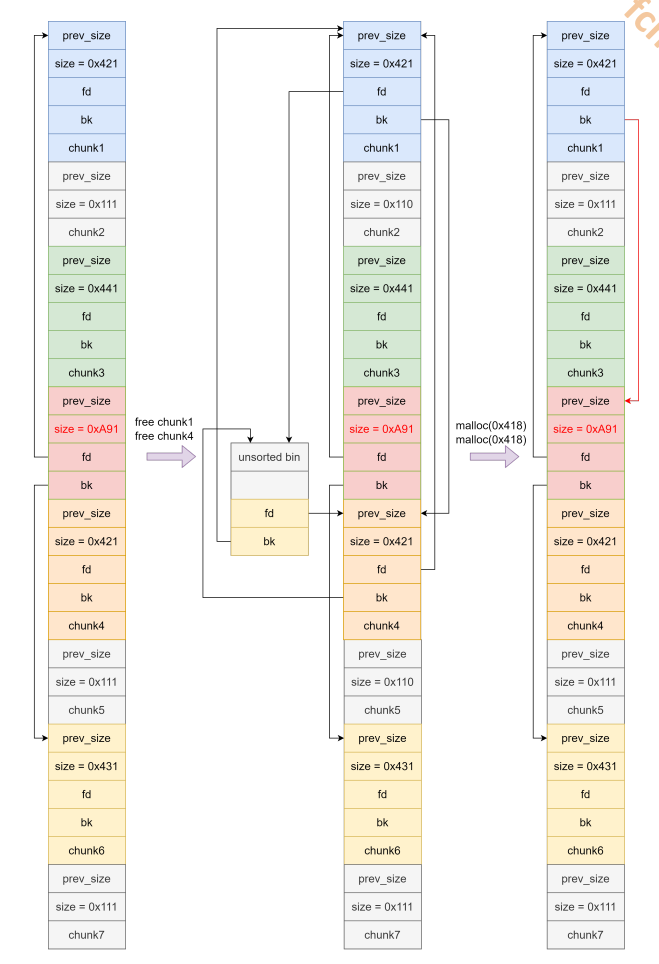 prev_size
size = 0x421
fd
bk
chunk1
prev_size
size = 0x111
chunk2
prev_size
size = 0x441
fd
bk
chunk3
prev_size
size = 0xA91
fd
bk
prev_size
size = 0x421
fd
bk
chunk4
prev_size
size = 0x111
chunk5
prev_size
size = 0x431
fd
bk
chunk6
prev_size
size = 0x111
chunk7
free chunk1
free chunk4
unsorted bin
fd
bk
prev_size
size = 0x421
fd
bk
chunk1
prev_size
size = 0x110
chunk2
prev_size
size = 0x441
fd
bk
chunk3
prev_size
size = 0xA91
fd
bk
prev_size
size = 0x421
fd
bk
chunk4
prev_size
size = 0x110
chunk5
prev_size
size = 0x431
fd
bk
chunk6
prev_size
size = 0x111
chunk7
malloc(0x418)
malloc(0x418)
prev_size
size = 0x421
fd
bk
chunk1
prev_size
size = 0x111
chunk2
prev_size
size = 0x441
fd
bk
chunk3
prev_size
size = 0xA91
fd
bk
prev_size
size = 0x421
fd
bk
chunk4
prev_size
size = 0x111
chunk5
prev_size
size = 0x431
fd
bk
chunk6
prev_size
size = 0x111
chunk7